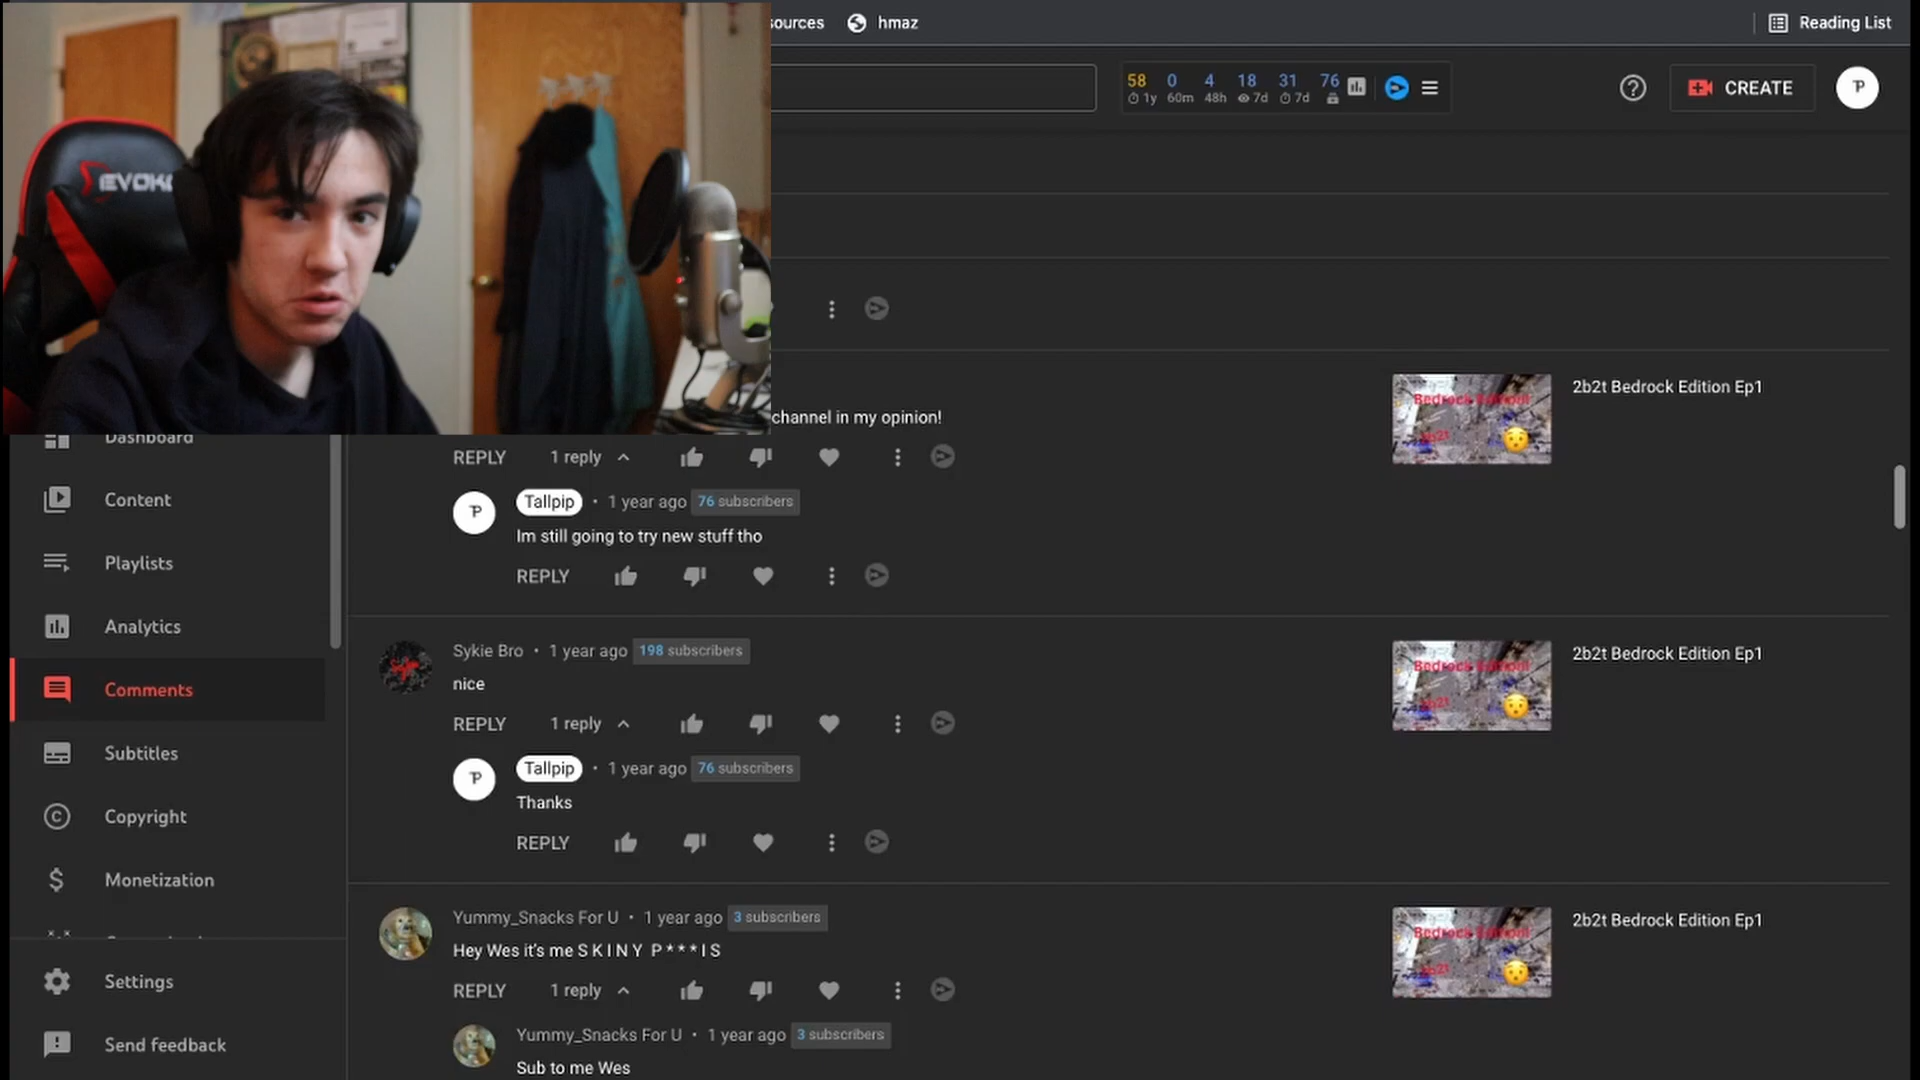 EVOK
sources
hmaz
Reading List
58 0 4 18 31 76
1y 60m 48h 7d 7d
CREATE
channel in my opinion!
2b2t Bedrock Edition Ep1
REPLY 1 reply
Tallpip • 1 year ago 76 subscribers
Im still going to try new stuff tho
REPLY
Sykie Bro • 1 year ago 198 subscribers
nice
2b2t Bedrock Edition Ep1
REPLY 1 reply
Tallpip • 1 year ago 76 subscribers
Thanks
REPLY
Yummy_Snacks For U • 1 year ago 3 subscribers
Hey Wes it's me S K I N Y P * * * I S
2b2t Bedrock Edition Ep1
REPLY 1 reply
Yummy_Snacks For U • 1 year ago 3 subscribers
Sub to me Wes
Dashboard
Content
Playlists
Analytics
Comments
Subtitles
Copyright
Monetization
Settings
Send feedback